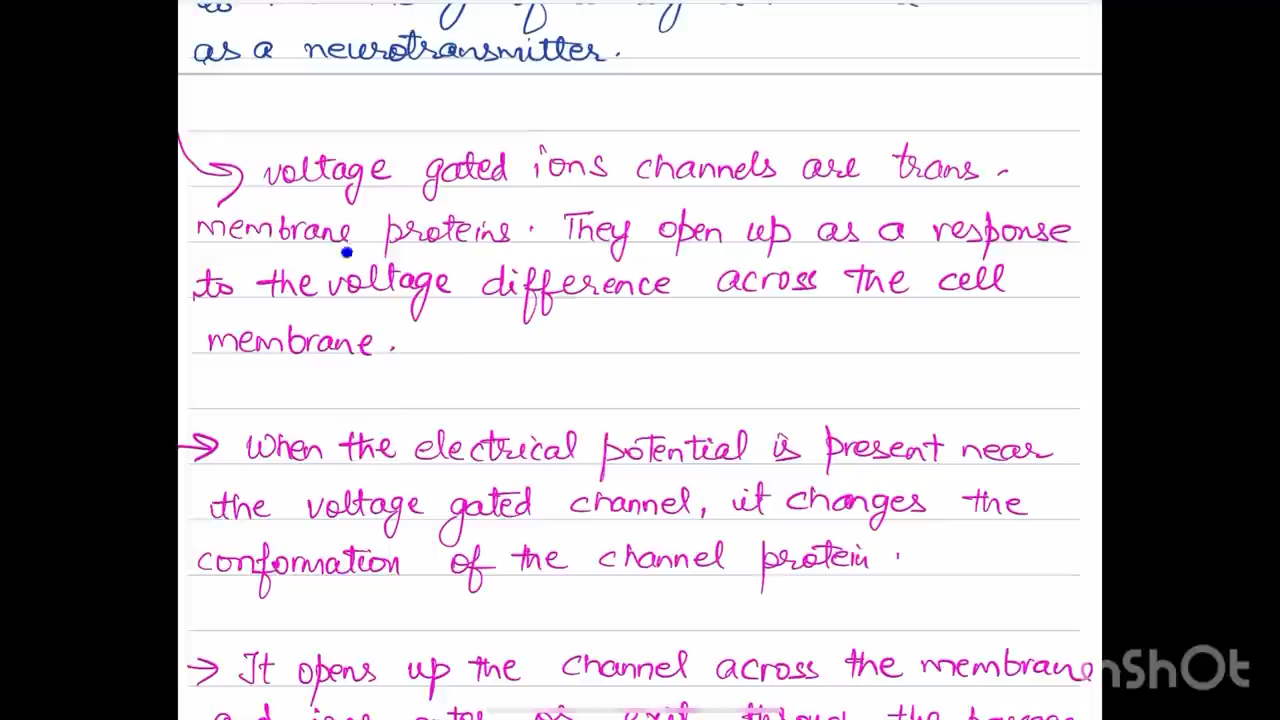 as a neurotransmitter.
voltage gated ions channels are trans-
membrane proteins. They open up as a response
to the voltage difference across the cell
membrane.
→ When the electrical potential is present near
the voltage gated channel, it changes the
conformation of the channel protein.
→ It opens up the channel across the membrane